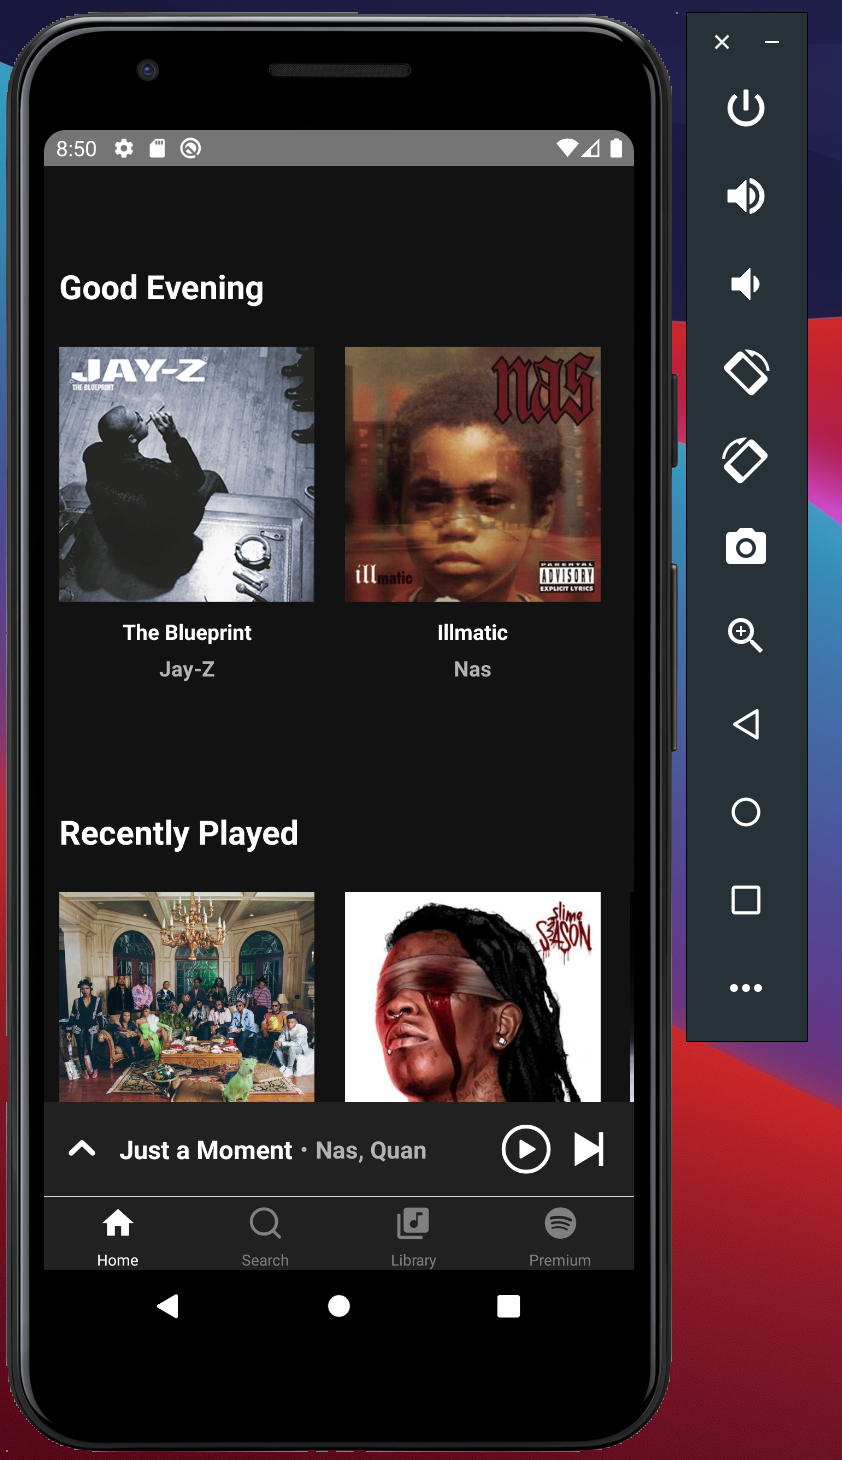 8:50
Good Evening
JAY-Z
THE BLUEPRINT
nas
illmatic
PARENTAL
ADVISORY
EXPLICIT LYRICS
The Blueprint
Illmatic
Jay-Z
Nas
Recently Played
slime
SEASON
Just a Moment • Nas, Quan
Home
Search
Library
Premium